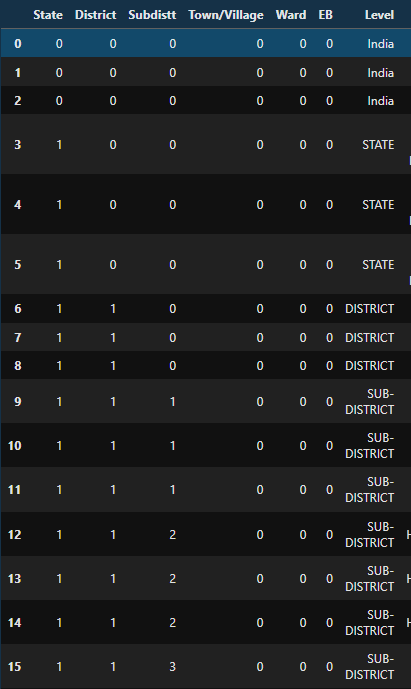 State District Subdistt Town/Village Ward EB Level
0 0 0 0 0 0 0 India
1 0 0 0 0 0 0 India
2 0 0 0 0 0 0 India
3 1 0 0 0 0 0 STATE
4 1 0 0 0 0 0 STATE
5 1 0 0 0 0 0 STATE
6 1 1 0 0 0 0 DISTRICT
7 1 1 0 0 0 0 DISTRICT
8 1 1 0 0 0 0 DISTRICT
9 1 1 1 0 0 0 SUB-
DISTRICT
10 1 1 1 0 0 0 SUB-
DISTRICT
11 1 1 1 0 0 0 SUB-
DISTRICT
12 1 1 2 0 0 0 SUB-
DISTRICT
13 1 1 2 0 0 0 SUB-
DISTRICT
14 1 1 2 0 0 0 SUB-
DISTRICT
15 1 1 3 0 0 0 SUB-
DISTRICT